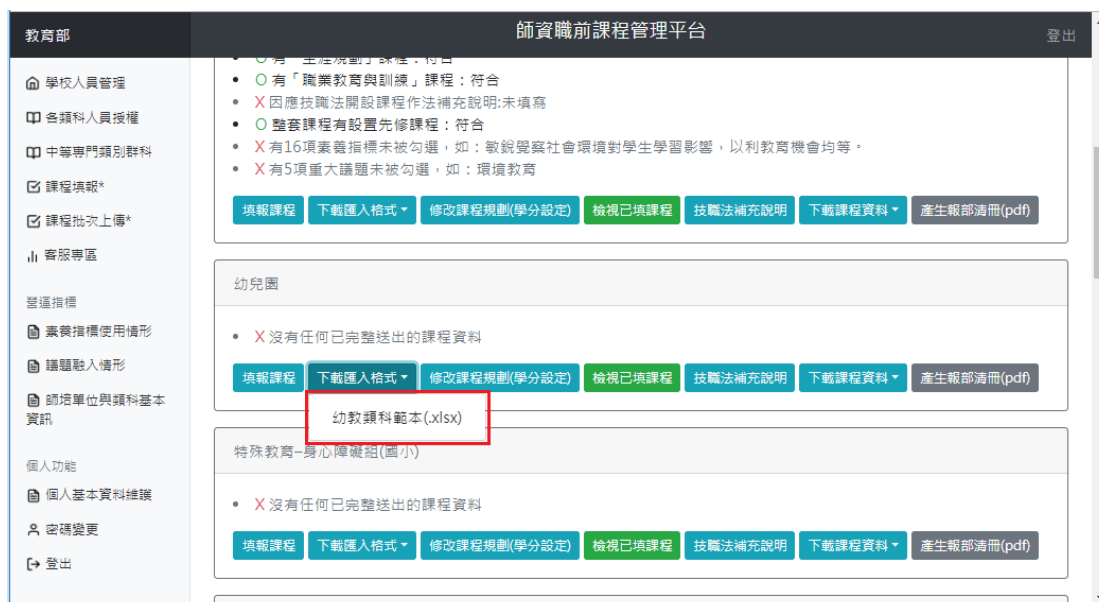 教育部
師資職前課程管理平台
登出
學校人員管理
各類科人員授權
中等專門類別群科
課程填報*
課程批次上傳*
客服專區
營運指標
素養指標使用情形
議題融入情形
師培單位與類科基本
資訊
個人功能
個人基本資料維護
密碼變更
登出
O 有「生涯規劃」課程：符合
O 有「職業教育與訓練」課程：符合
X 因應技職法開設課程作法補充說明:未填寫
O 整套課程有設置先修課程：符合
X 有16項素養指標未被勾選，如：敏銳覺察社會環境對學生學習影響，以利教育機會均等。
X 有5項重大議題未被勾選，如：環境教育
填報課程 下載匯入格式 修改課程規劃(學分設定) 檢視已填課程 技職法補充說明 下載課程資料 產生報部清冊(pdf)
幼兒園
X 沒有任何已完整送出的課程資料
填報課程 下載匯入格式 修改課程規劃(學分設定) 檢視已填課程 技職法補充說明 下載課程資料 產生報部清冊(pdf)
幼教類科範本(.xlsx)
特殊教育–身心障礙組(國小)
X 沒有任何已完整送出的課程資料
填報課程 下載匯入格式 修改課程規劃(學分設定) 檢視已填課程 技職法補充說明 下載課程資料 產生報部清冊(pdf)